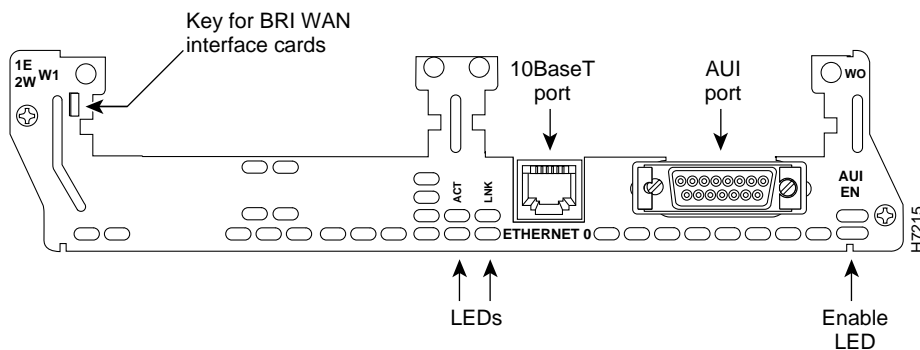 Key for BRI WAN
interface cards
1E
2W
W1
10BaseT
port
AUI
port
WO
ACT
LNK
AUI
EN
ETHERNET 0
H7215
LEDs
Enable
LED